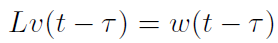 Lv(t − τ) = w(t − τ)